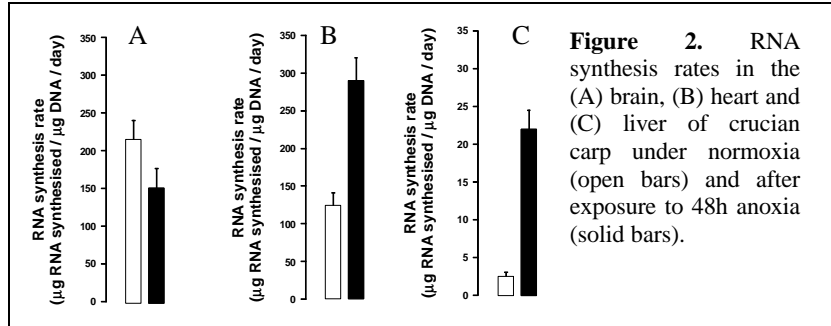 A
RNA synthesis rate
(µg RNA synthesised / µg DNA / day)
350
300
250
200
150
100
50
0
B
RNA synthesis rate
(µg RNA synthesised / µg DNA / day)
350
300
250
200
150
100
50
0
C
RNA synthesis rate
(µg RNA synthesised / µg DNA / day)
35
30
25
20
15
10
5
0
Figure 2. RNA
synthesis rates in the
(A) brain, (B) heart and
(C) liver of crucian
carp under normoxia
(open bars) and after
exposure to 48h anoxia
(solid bars).